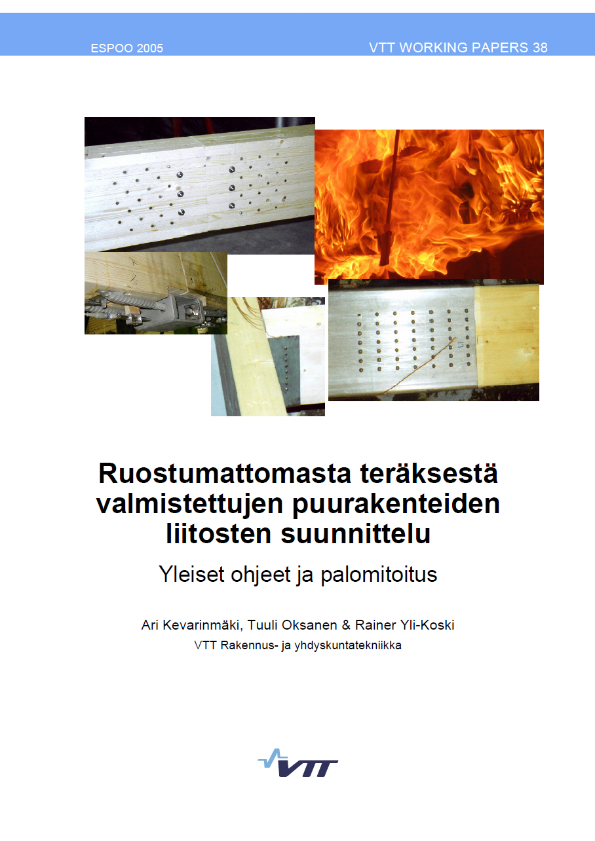 ESPOO 2005
VTT WORKING PAPERS 38
Ruostumattomasta teräksestä
valmistettujen puurakenteiden
liitosten suunnittelu
Yleiset ohjeet ja palomitoitus
Ari Kevarinmäki, Tuuli Oksanen & Rainer Yli-Koski
VTT Rakennus- ja yhdyskuntatekniikka
VTT